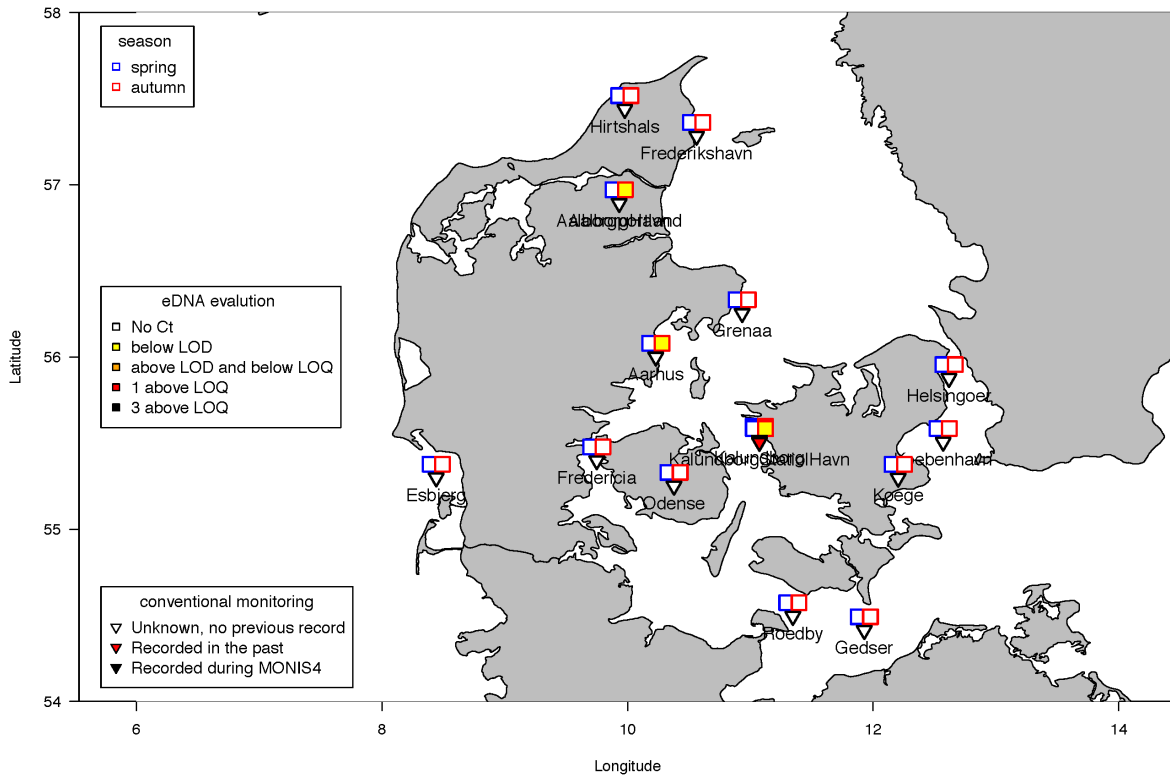 58
57
56
55
54
Latitude
season
spring
autumn
eDNA evalution
No Ct
below LOD
above LOD and below LOQ
1 above LOQ
3 above LOQ
conventional monitoring
Unknown, no previous record
Recorded in the past
Recorded during MONIS4
Hirtshals
Frederikshavn
Grenaa
Aarhus
Helsingoer
Fredericia
Esbjerg
Odense
Koege
Roedby
Gedser
6
8
10
12
14
Longitude